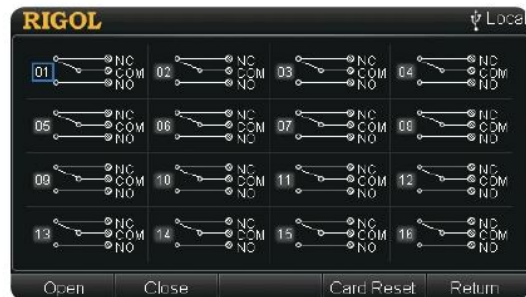 RIGOL Local
NC NC NC NC
01 COM 02 COM 03 COM 04 COM
NO NO NO NO
NC NC NC NC
05 COM 06 COM 07 COM 08 COM
NO NO NO NO
NC NC NC NC
09 COM 10 COM 11 COM 12 COM
NO NO NO NO
NC NC NC NC
13 COM 14 COM 15 COM 16 COM
NO NO NO NO
Open Close Card Reset Return